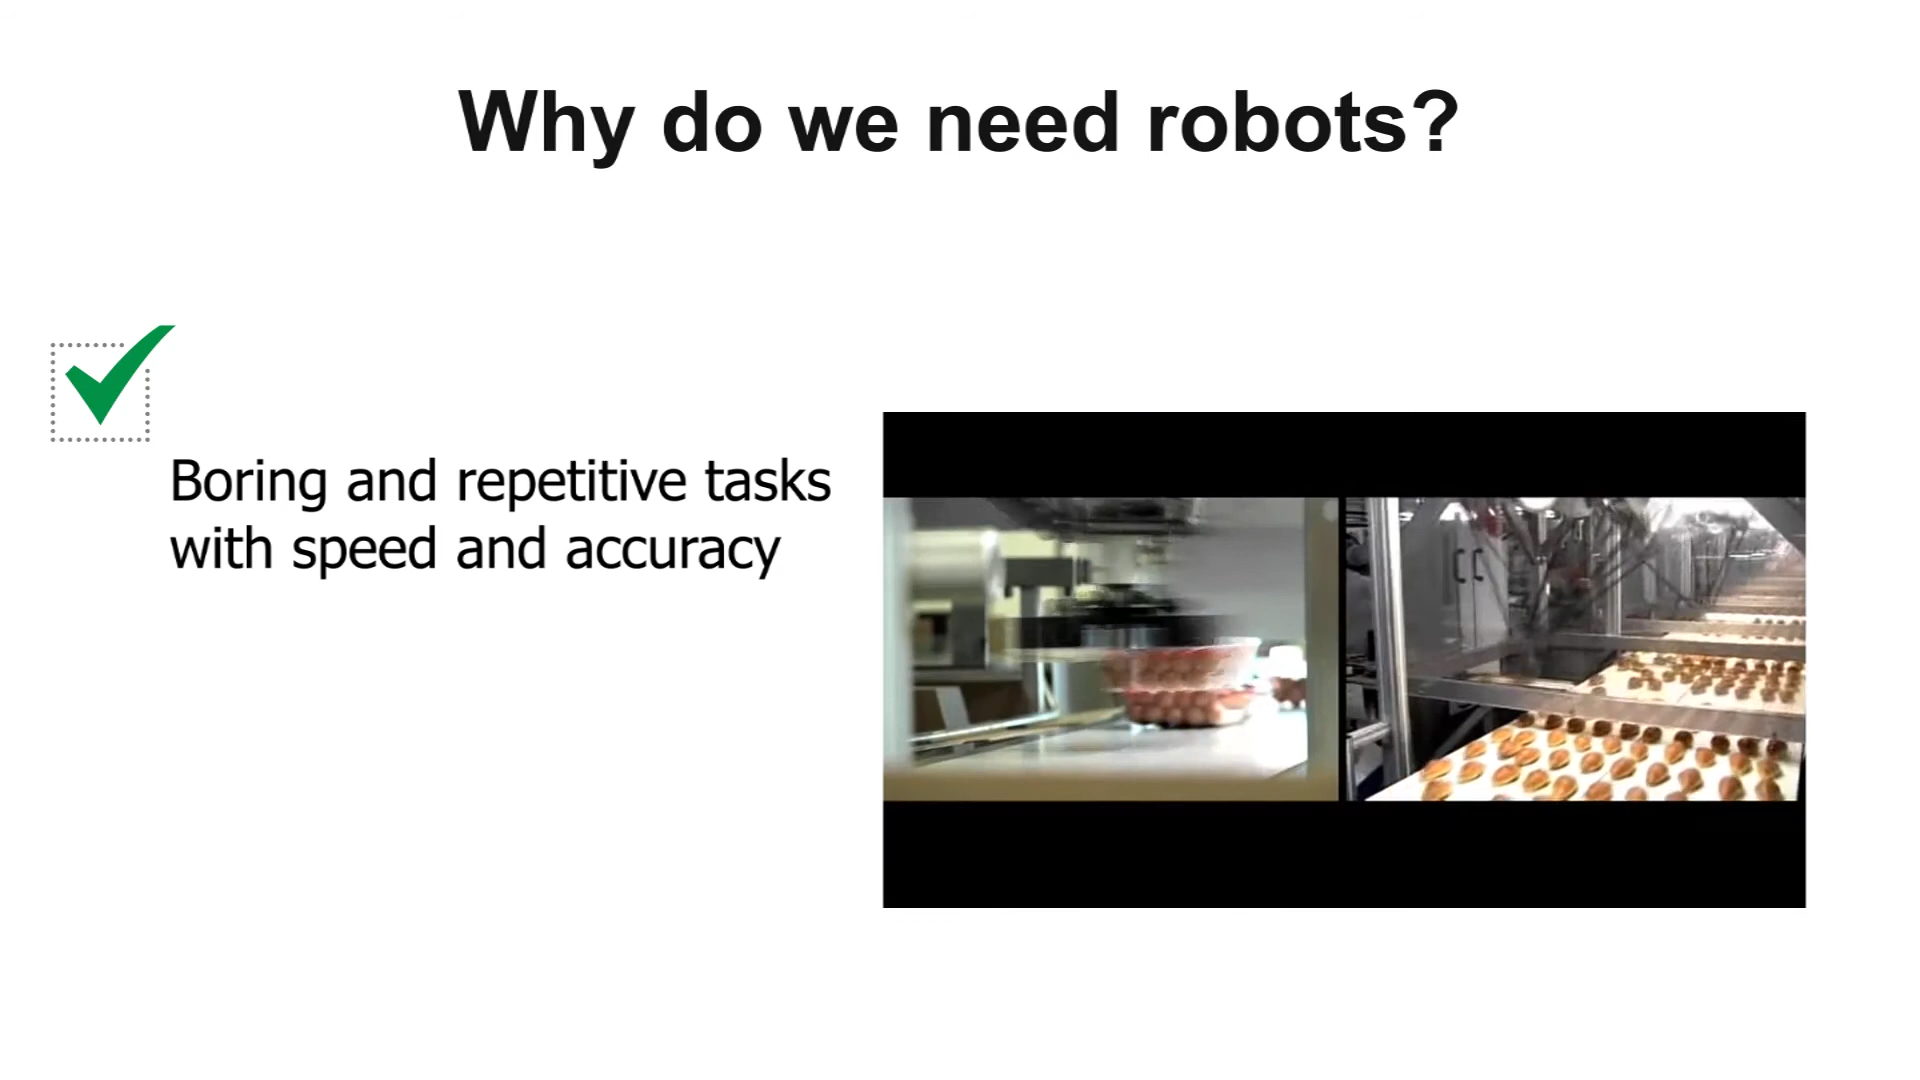 Why do we need robots?
Boring and repetitive tasks
with speed and accuracy